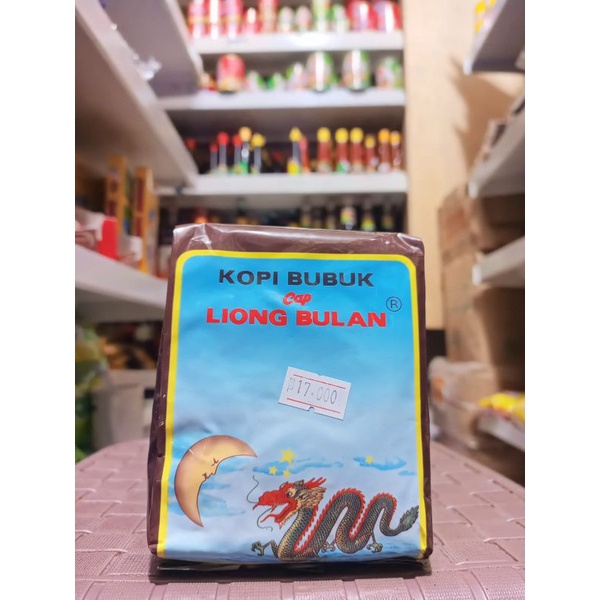 KOPI BUBUK
Cap
LIONG BULAN ®
17.000